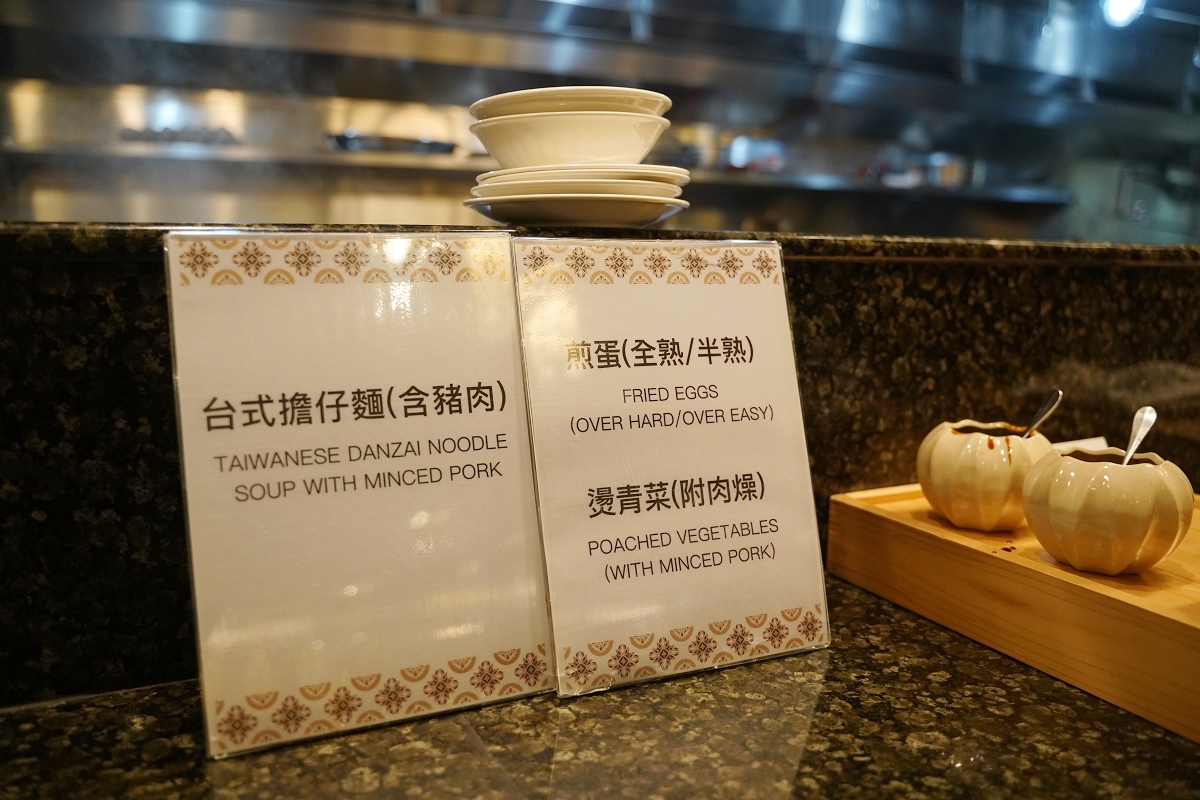 台式擔仔麵(含豬肉)
TAIWANESE DANZAI NOODLE
SOUP WITH MINCED PORK
煎蛋(全熟/半熟)
FRIED EGGS
(OVER HARD/OVER EASY)
燙青菜(附肉燥)
POACHED VEGETABLES
(WITH MINCED PORK)